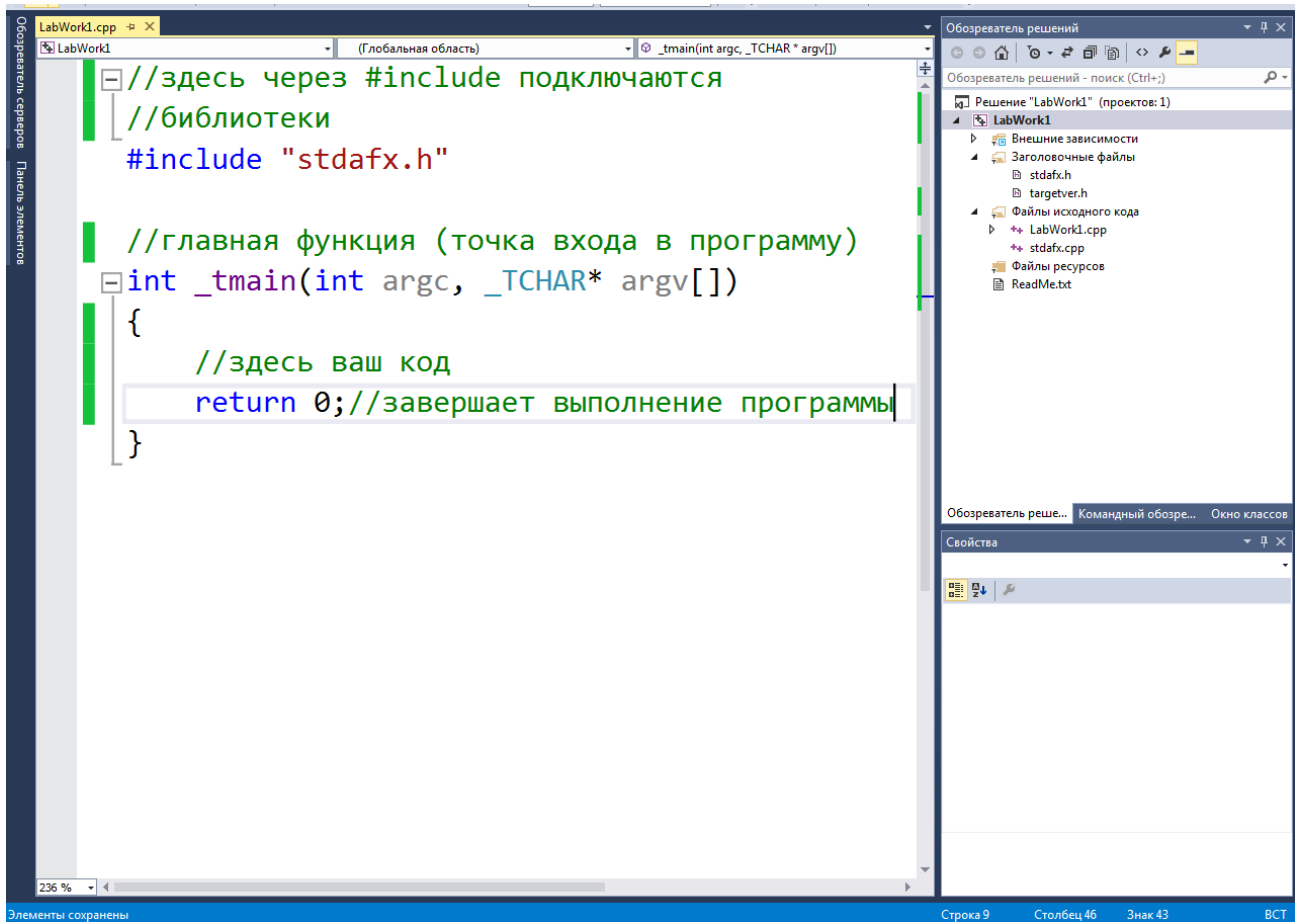 Обозреватель серверов
Панель элементов
LabWork1.cpp
LabWork1
(Глобальная область)
_tmain(int argc, _TCHAR * argv[])
//здесь через #include подключаются
//библиотеки
#include "stdafx.h"
//главная функция (точка входа в программу)
int _tmain(int argc, _TCHAR* argv[])
{
//здесь ваш код
return 0;//завершает выполнение программы
}
236 %
Обозреватель решений
Обозреватель решений - поиск (Ctrl+;)
Решение "LabWork1" (проектов: 1)
LabWork1
Внешние зависимости
Заголовочные файлы
stdafx.h
targetver.h
Файлы исходного кода
LabWork1.cpp
stdafx.cpp
Файлы ресурсов
ReadMe.txt
Обозреватель реше... Командный обозре... Окно классов
Свойства
Элементы сохранены
Строка 9 Столбец 46 Знак 43 ВСТ